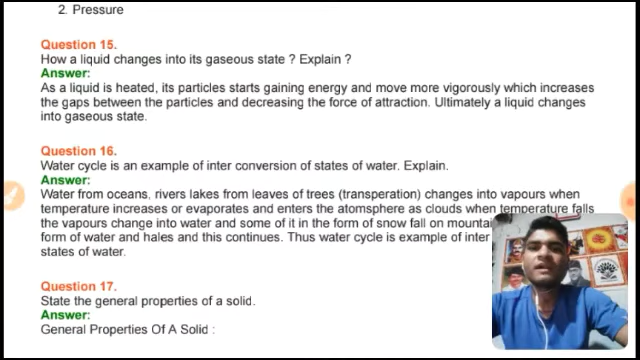 2. Pressure
Question 15.
How a liquid changes into its gaseous state ? Explain ?
Answer:
As a liquid is heated, its particles starts gaining energy and move more vigorously which increases
the gaps between the particles and decreasing the force of attraction. Ultimately a liquid changes
into gaseous state.
Question 16.
Water cycle is an example of inter conversion of states of water. Explain.
Answer:
Water from oceans, rivers lakes from leaves of trees (transperation) changes into vapours when
temperature increases or evaporates and enters the atomsphere as clouds when temperature falls
the vapours change into water and some of it in the form of snow fall on mountai
form of water and hales and this continues. Thus water cycle is example of inter
states of water.
Question 17.
State the general properties of a solid.
Answer:
General Properties Of A Solid :